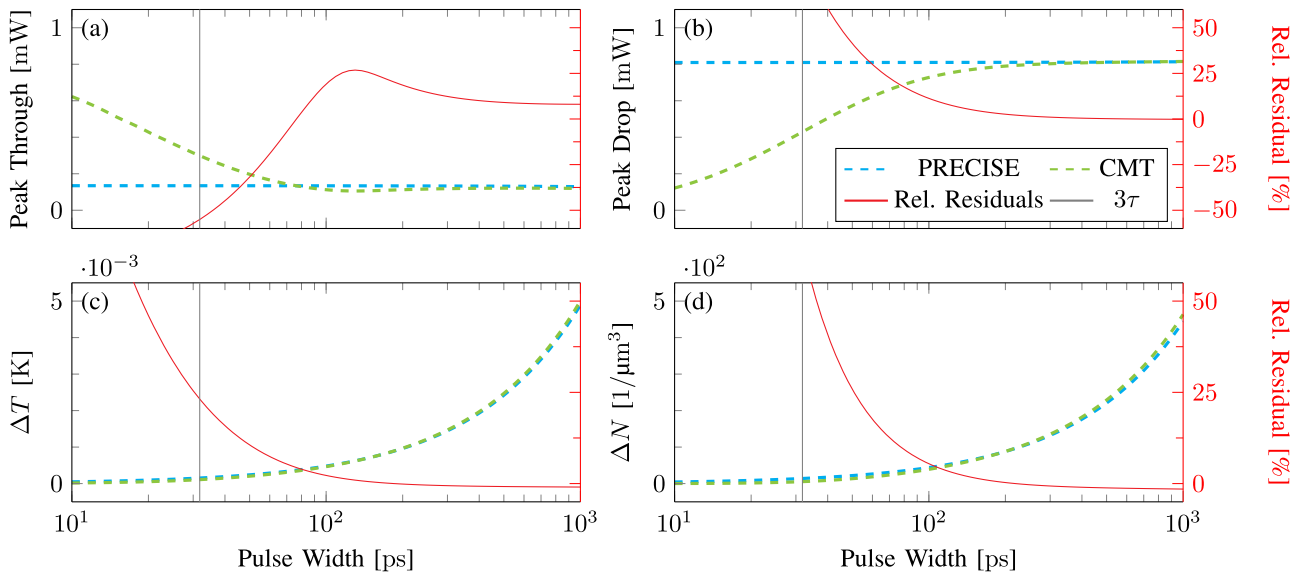 (a)
1
0
Peak Through [mW]
(b)
1
0
Peak Drop [mW]
50
25
0
−25
−50
Rel. Residual [%]
PRECISE
CMT
Rel. Residuals
3τ
·10⁻³
(c)
5
0
ΔT [K]
10¹
10²
10³
Pulse Width [ps]
·10²
(d)
5
0
ΔN [1/μm³]
50
25
0
Rel. Residual [%]
10¹
10²
10³
Pulse Width [ps]